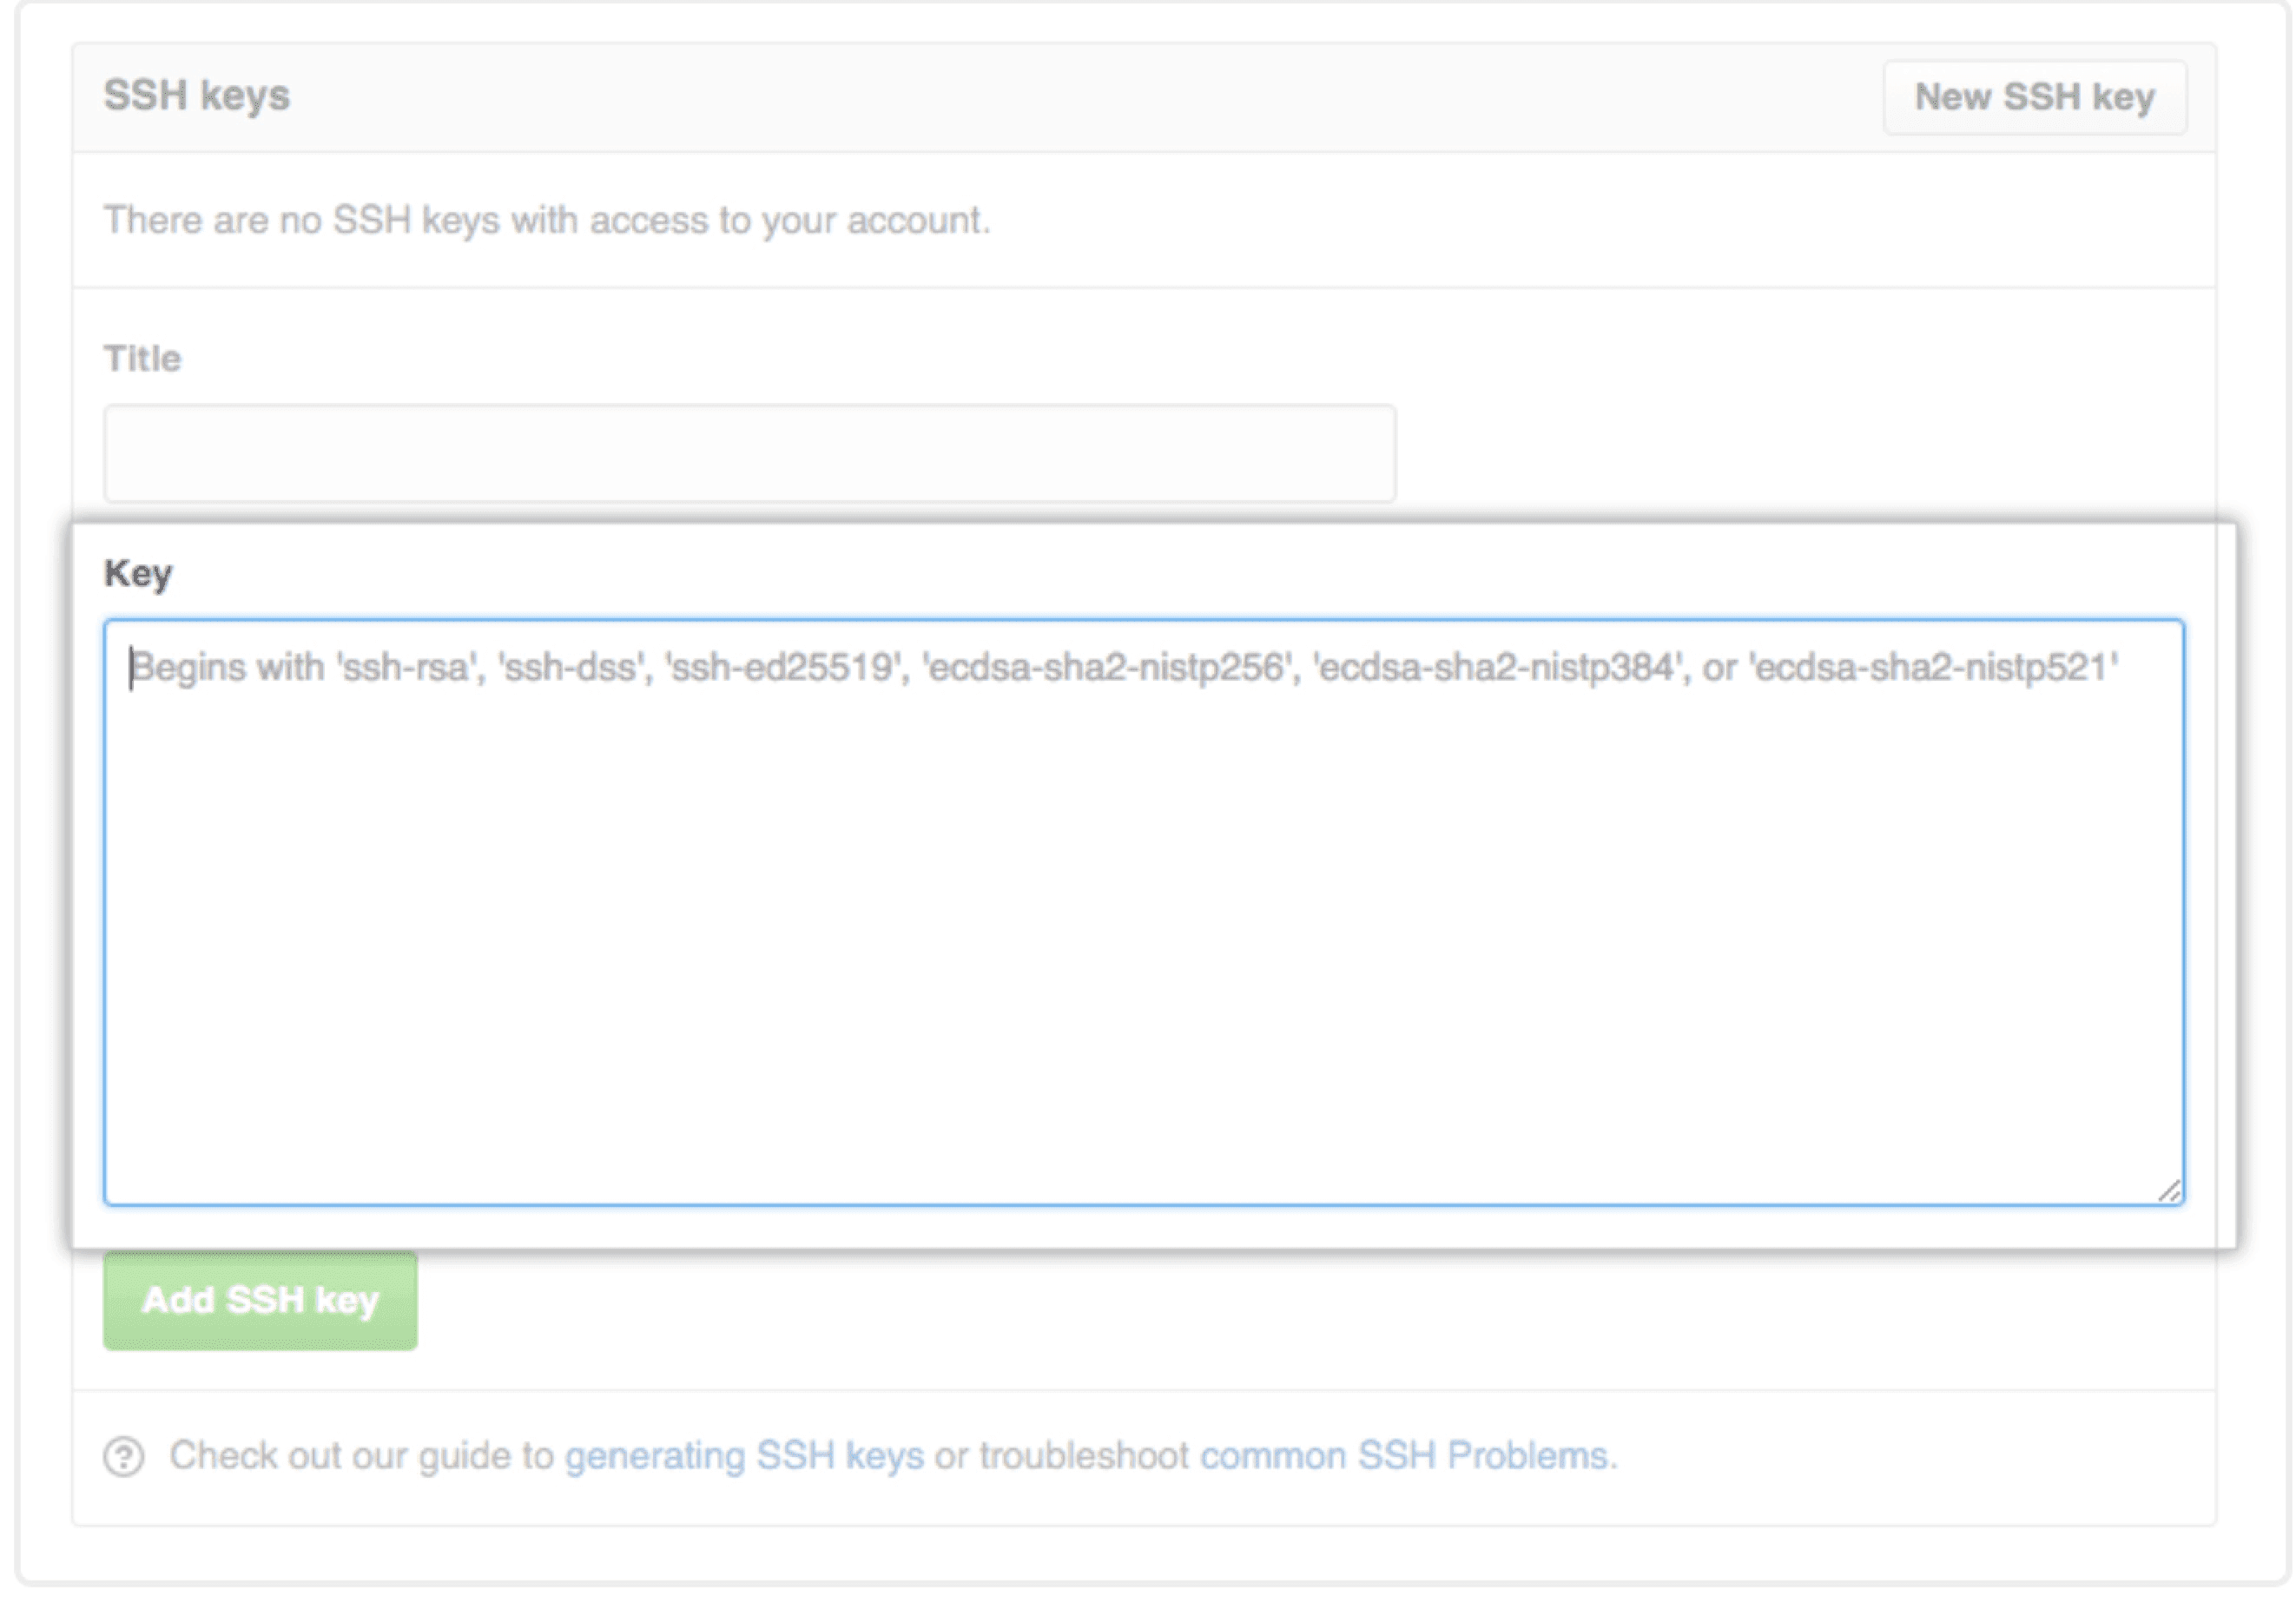 SSH keys
New SSH key
There are no SSH keys with access to your account.
Title
Key
Begins with 'ssh-rsa', 'ssh-dss', 'ssh-ed25519', 'ecdsa-sha2-nistp256', 'ecdsa-sha2-nistp384', or 'ecdsa-sha2-nistp521'
Add SSH key
? Check out our guide to generating SSH keys or troubleshoot common SSH Problems.